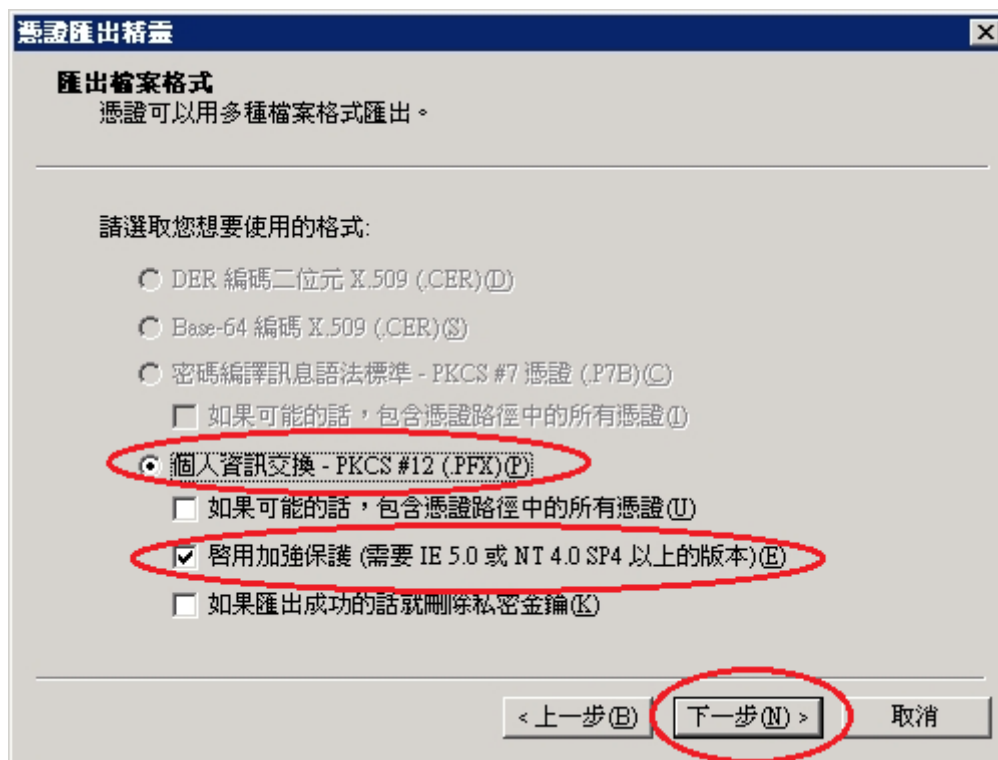 憑證匯出精靈
匯出檔案格式
憑證可以用多種檔案格式匯出。
請選取您想要使用的格式:
DER 編碼二位元 X.509 (.CER)(D)
Base-64 編碼 X.509 (.CER)(S)
密碼編譯訊息語法標準 - PKCS #7 憑證 (.P7B)(C)
如果可能的話，包含憑證路徑中的所有憑證(I)
個人資訊交換 - PKCS #12 (.PFX)(P)
如果可能的話，包含憑證路徑中的所有憑證(U)
啓用加強保護 (需要 IE 5.0 或 NT 4.0 SP4 以上的版本)(E)
如果匯出成功的話就刪除私密金鑰(K)
< 上一步(B) 下一步(N) > 取消